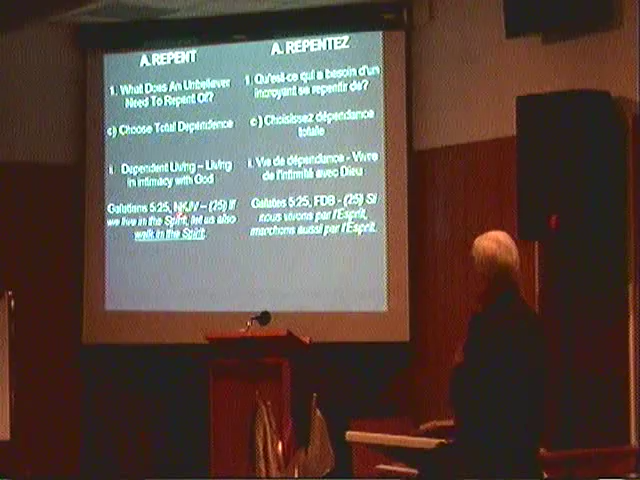 A. REPENT
1. What Does An Unbeliever
Need To Repent Of?
c) Choose Total Dependence
i. Dependent Living – Living
in intimacy with God
Galatians 5:25, NKJV – (25) If
we live in the Spirit, let us also
walk in the Spirit.
A. REPENTEZ
1. Qu'est-ce qui a besoin d'un
incroyant se repentir de?
c) Choisissez dépendance
totale
i. Vie de dépendance - Vivre
de l'infimité avec Dieu
Galates 5:25, FDB - (25) Si
nous vivons par l'Esprit,
marchons aussi par l'Esprit.